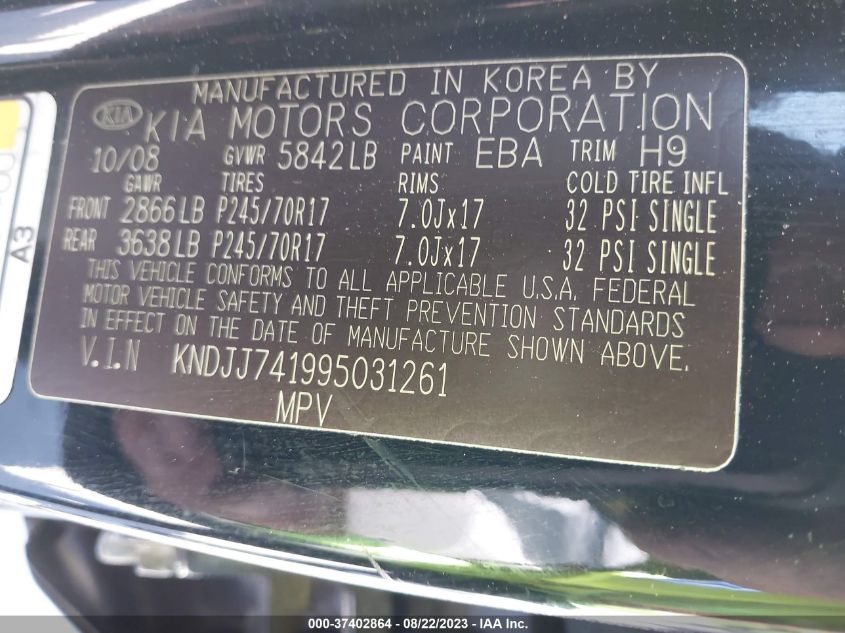 MANUFACTURED IN KOREA BY
KIA KIA MOTORS CORPORATION
10/08 GVWR 5842LB PAINT EBA TRIM H9
GAWR TIRES RIMS COLD TIRE INFL
FRONT 2866LB P245/70R17 7.0Jx17 32 PSI SINGLE
REAR 3638LB P245/70R17 7.0Jx17 32 PSI SINGLE
THIS VEHICLE CONFORMS TO ALL APPLICABLE U.S.A. FEDERAL
MOTOR VEHICLE SAFETY AND THEFT PREVENTION STANDARDS
IN EFFECT ON THE DATE OF MANUFACTURE SHOWN ABOVE.
V.I.N KNDJJ741995031261
MPV
A3
000-37402864 - 08/22/2023 - IAA Inc.